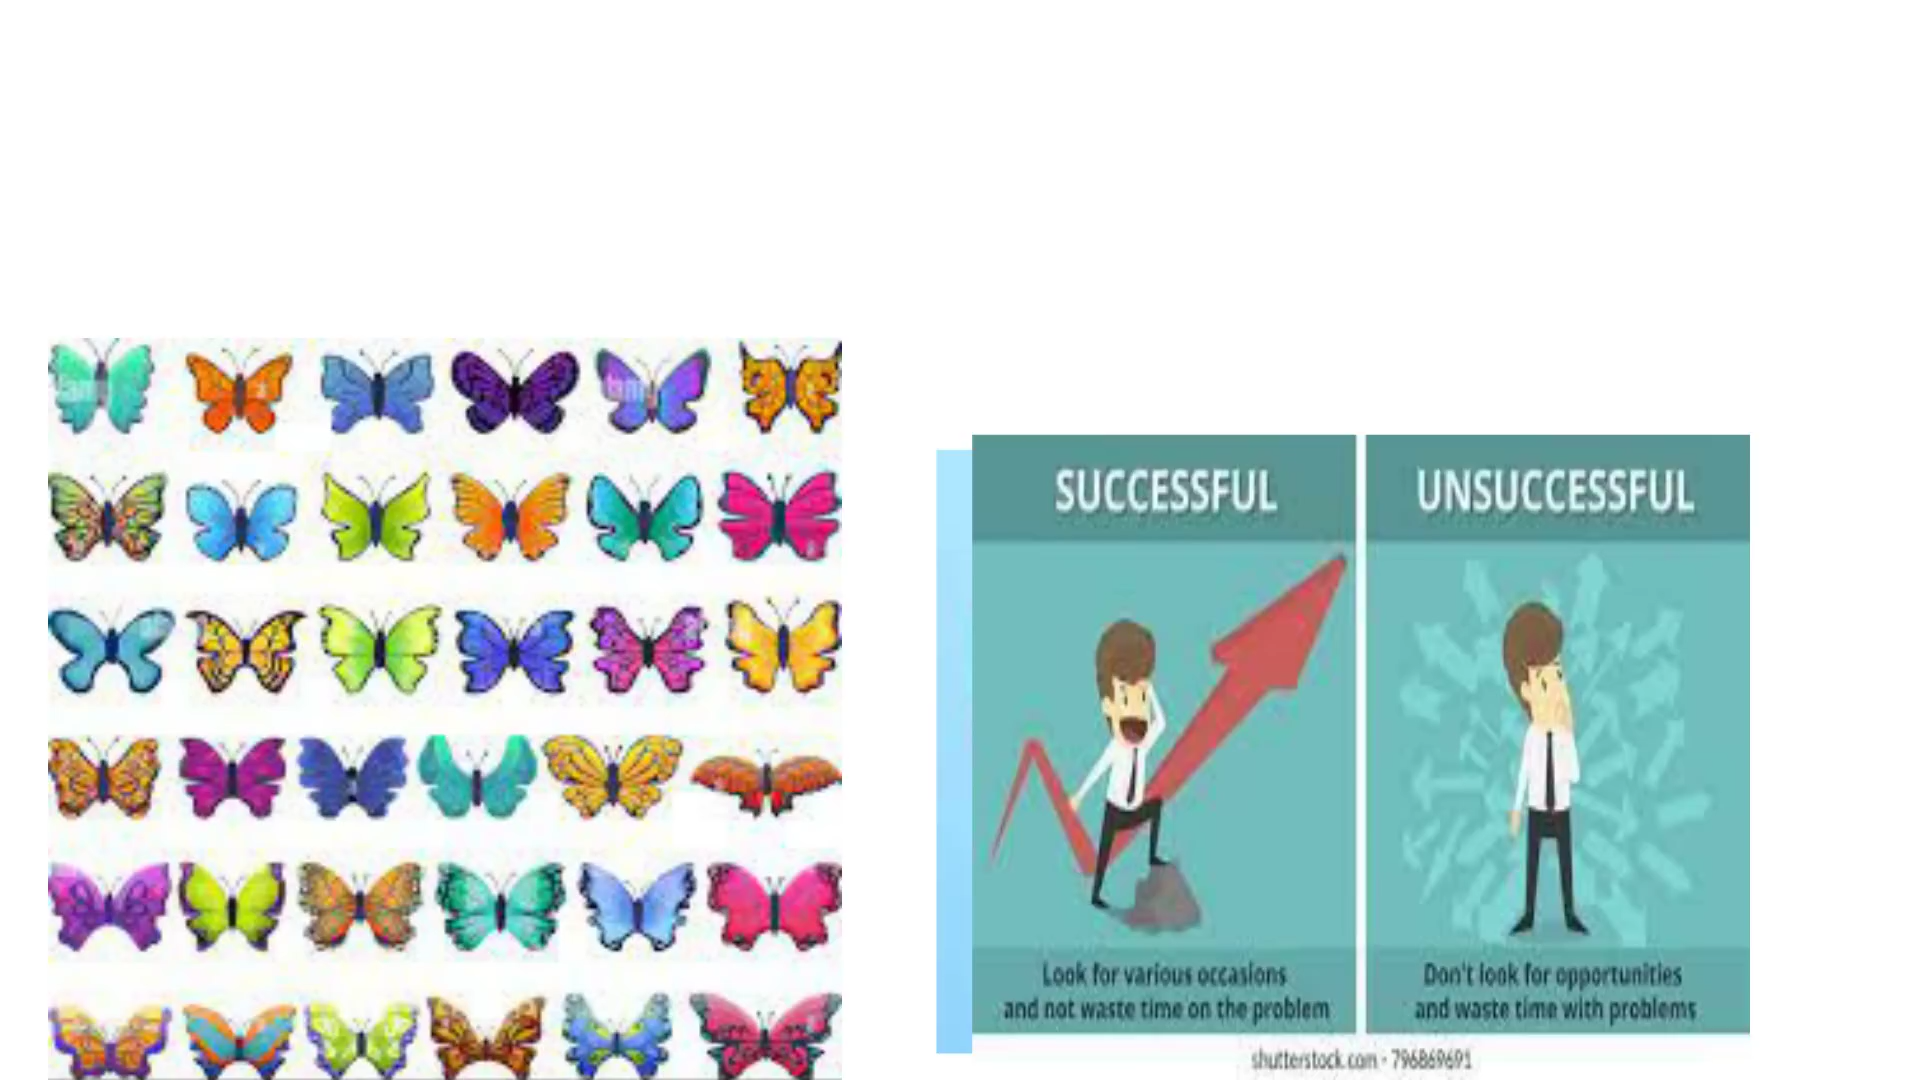 SUCCESSFUL
UNSUCCESSFUL
Look for various occasions
and not waste time on the problem
Don't look for opportunities
and waste time with problems
shutterstock.com • 796869691